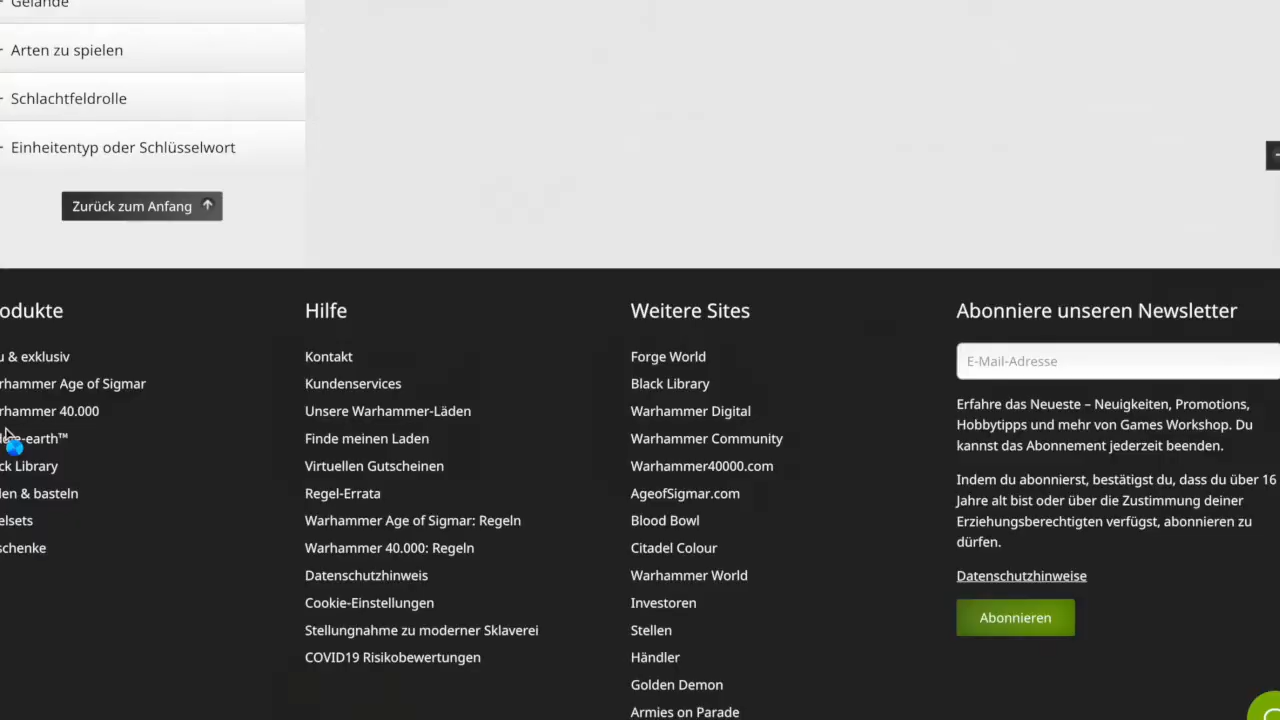 Gelände
Arten zu spielen
Schlachtfeldrolle
Einheitentyp oder Schlüsselwort
Zurück zum Anfang
odukte
u & exklusiv
rhammer Age of Sigmar
rhammer 40.000
-earth™
ck Library
len & basteln
elsets
schenke
Hilfe
Kontakt
Kundenservices
Unsere Warhammer-Läden
Finde meinen Laden
Virtuellen Gutscheinen
Regel-Errata
Warhammer Age of Sigmar: Regeln
Warhammer 40.000: Regeln
Datenschutzhinweis
Cookie-Einstellungen
Stellungnahme zu moderner Sklaverei
COVID19 Risikobewertungen
Weitere Sites
Forge World
Black Library
Warhammer Digital
Warhammer Community
Warhammer40000.com
AgeofSigmar.com
Blood Bowl
Citadel Colour
Warhammer World
Investoren
Stellen
Händler
Golden Demon
Armies on Parade
Abonniere unseren Newsletter
E-Mail-Adresse
Erfahre das Neueste – Neuigkeiten, Promotions,
Hobbytipps und mehr von Games Workshop. Du
kannst das Abonnement jederzeit beenden.
Indem du abonnierst, bestätigst du, dass du über 16
Jahre alt bist oder über die Zustimmung deiner
Erziehungsberechtigten verfügst, abonnieren zu
dürfen.
Datenschutzhinweise
Abonnieren